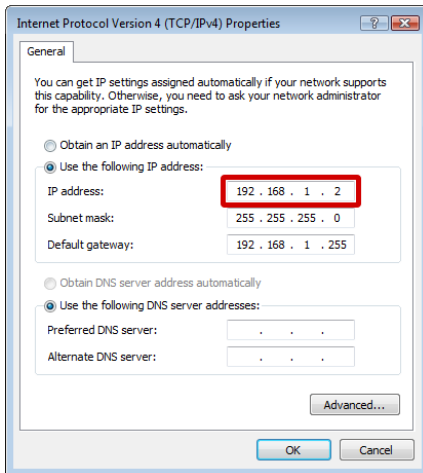 Internet Protocol Version 4 (TCP/IPv4) Properties
General
You can get IP settings assigned automatically if your network supports
this capability. Otherwise, you need to ask your network administrator
for the appropriate IP settings.
Obtain an IP address automatically
Use the following IP address:
IP address: 192 . 168 . 1 . 2
Subnet mask: 255 . 255 . 255 . 0
Default gateway: 192 . 168 . 1 . 255
Obtain DNS server address automatically
Use the following DNS server addresses:
Preferred DNS server: . . .
Alternate DNS server: . . .
Advanced...
OK Cancel